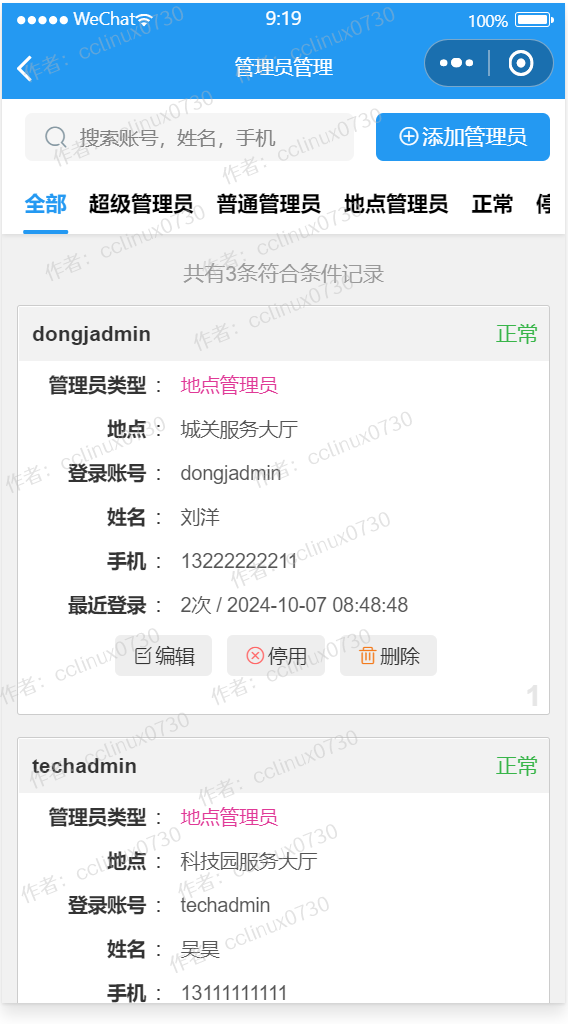 WeChat 9:19 100%
管理员管理
搜索账号，姓名，手机 添加管理员
全部 超级管理员 普通管理员 地点管理员 正常 停
共有3条符合条件记录
dongjadmin 正常
管理员类型 : 地点管理员
地点 : 城关服务大厅
登录账号 : dongjadmin
姓名 : 刘洋
手机 : 13222222211
最近登录 : 2次 / 2024-10-07 08:48:48
编辑 停用 删除
1
techadmin 正常
管理员类型 : 地点管理员
地点 : 科技园服务大厅
登录账号 : techadmin
姓名 : 吴昊
手机 : 13111111111
作者：cclinux0730